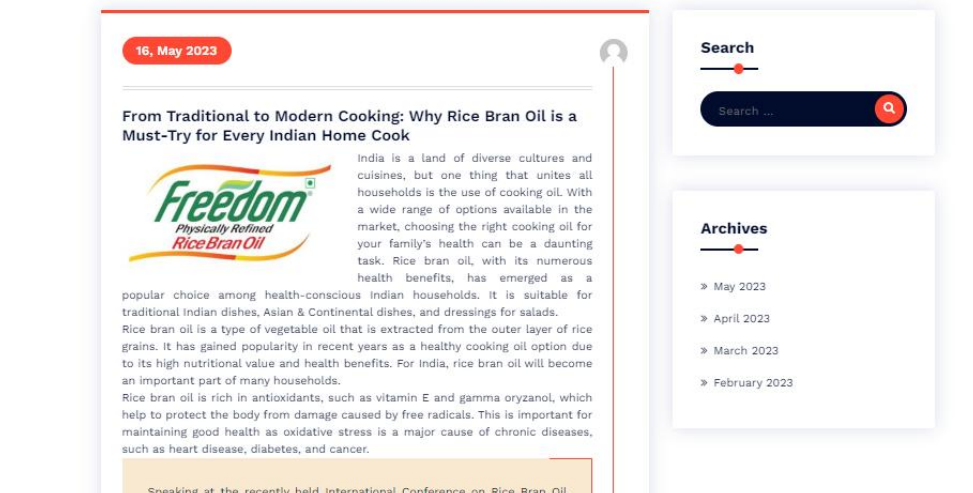 16, May 2023
From Traditional to Modern Cooking: Why Rice Bran Oil is a
Must-Try for Every Indian Home Cook
Freedom
Physically Refined
Rice Bran Oil
India is a land of diverse cultures and
cuisines, but one thing that unites all
households is the use of cooking oil. With
a wide range of options available in the
market, choosing the right cooking oil for
your family's health can be a daunting
task. Rice bran oil, with its numerous
health benefits, has emerged as a
popular choice among health-conscious Indian households. It is suitable for
traditional Indian dishes, Asian & Continental dishes, and dressings for salads.
Rice bran oil is a type of vegetable oil that is extracted from the outer layer of rice
grains. It has gained popularity in recent years as a healthy cooking oil option due
to its high nutritional value and health benefits. For India, rice bran oil will become
an important part of many households.
Rice bran oil is rich in antioxidants, such as vitamin E and gamma oryzanol, which
help to protect the body from damage caused by free radicals. This is important for
maintaining good health as oxidative stress is a major cause of chronic diseases,
such as heart disease, diabetes, and cancer.
Speaking at the recently held International Conference on Rice Bran Oil
Search
Search ...
Archives
» May 2023
» April 2023
» March 2023
» February 2023